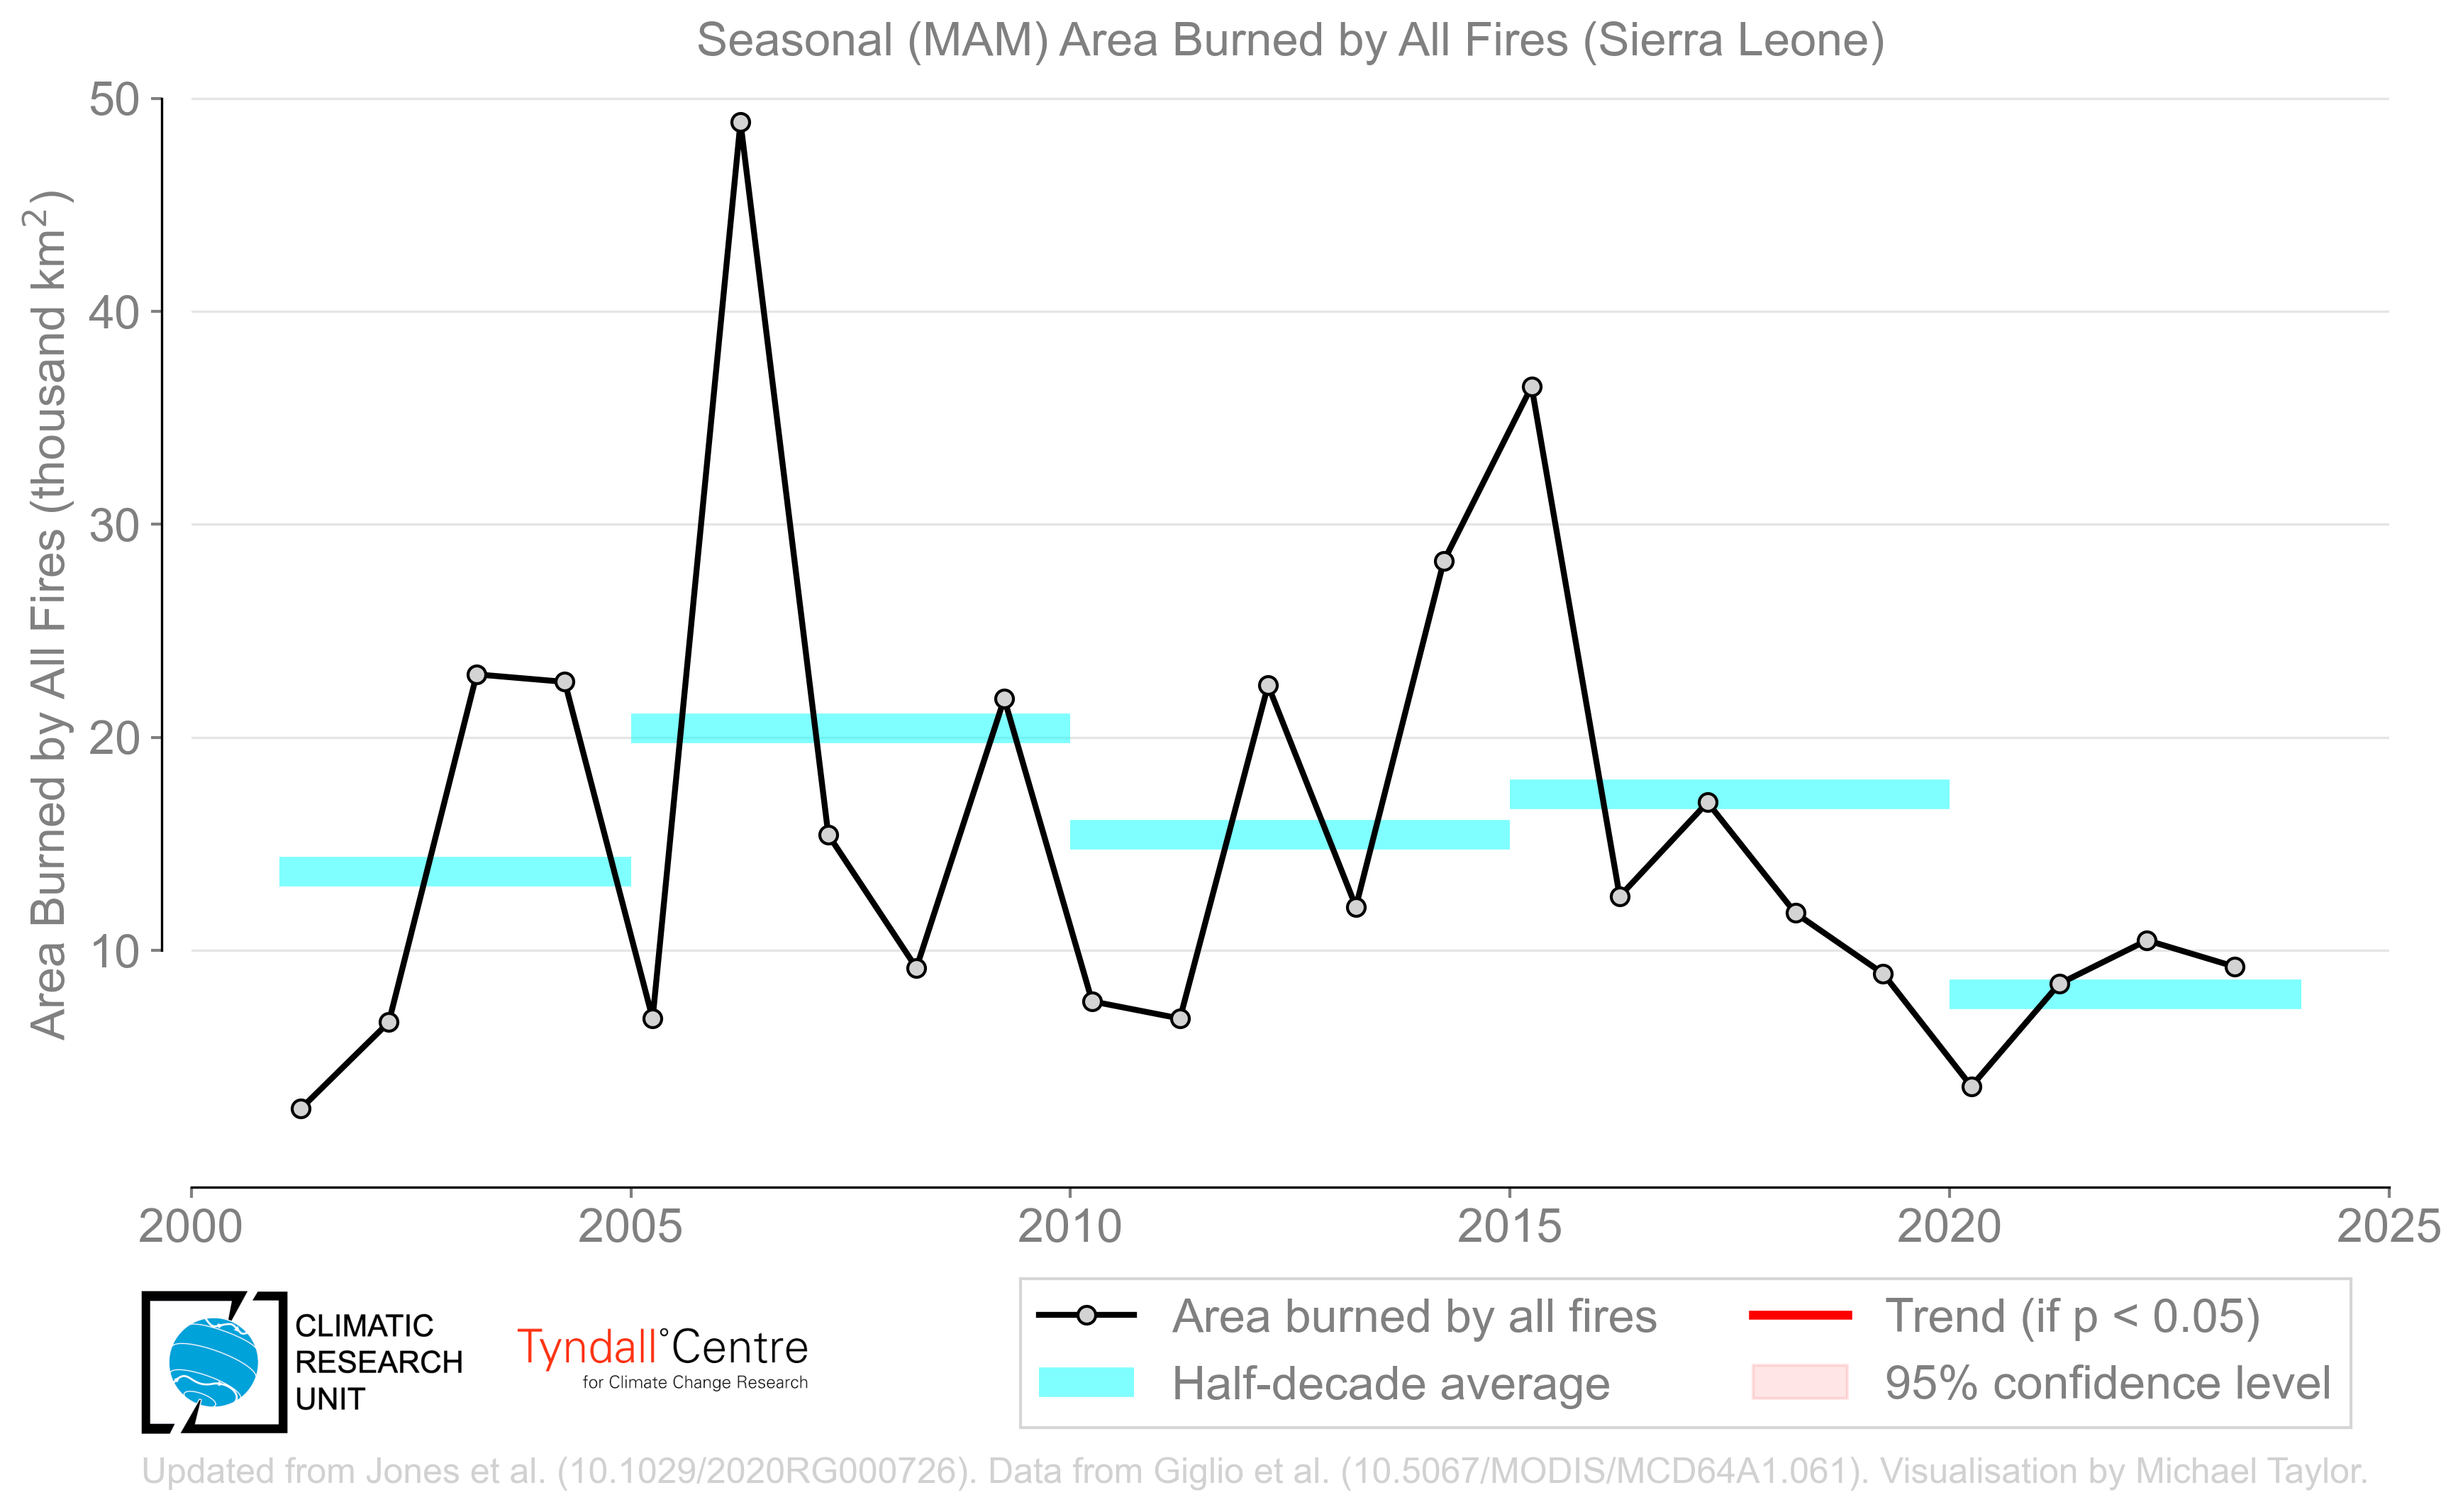 Seasonal (MAM) Area Burned by All Fires (Sierra Leone)
Area Burned by All Fires (thousand km²)
50
40
30
20
10
2000 2005 2010 2015 2020 2025
CLIMATIC
RESEARCH
UNIT
Tyndall°Centre
for Climate Change Research
Area burned by all fires
Half-decade average
Trend (if p < 0.05)
95% confidence level
Updated from Jones et al. (10.1029/2020RG000726). Data from Giglio et al. (10.5067/MODIS/MCD64A1.061). Visualisation by Michael Taylor.